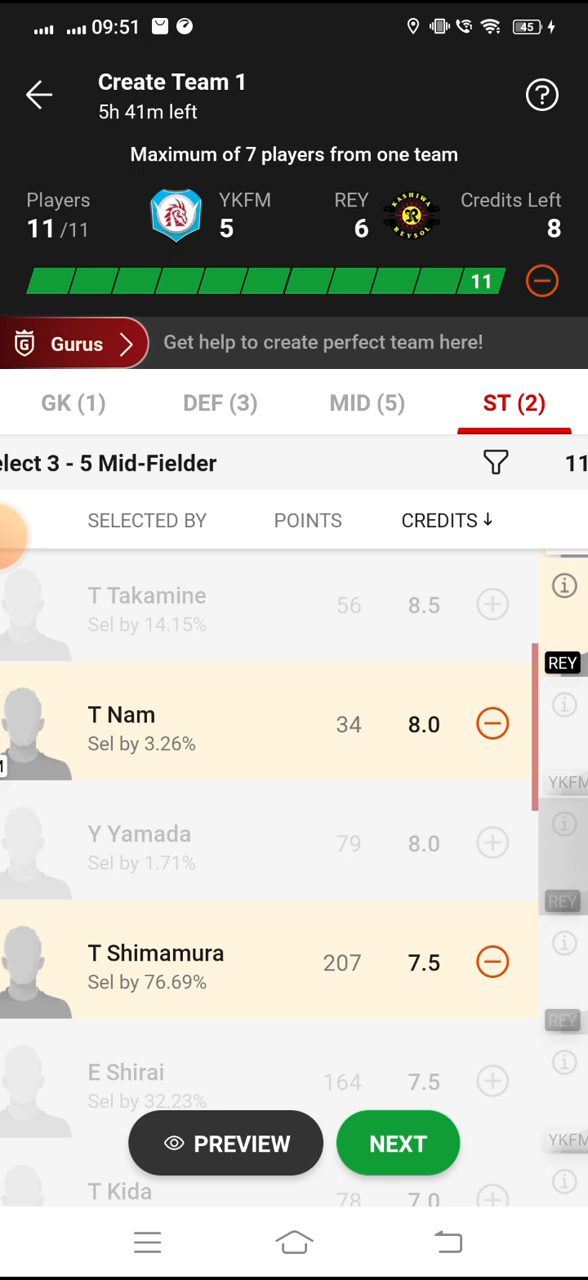 09:51
45
Create Team 1
5h 41m left
?
Maximum of 7 players from one team
Players YKFM REY Credits Left
11 /11 5 6 8
KASHIWA
R
REYSOL
11
G Gurus Get help to create perfect team here!
GK (1) DEF (3) MID (5) ST (2)
elect 3 - 5 Mid-Fielder 11
SELECTED BY POINTS CREDITS↓
T Takamine 56 8.5
Sel by 14.15%
REY
T Nam 34 8.0
Sel by 3.26%
M
YKFM
Y Yamada 79 8.0
Sel by 1.71%
REY
T Shimamura 207 7.5
Sel by 76.69%
REY
E Shirai 164 7.5
Sel by 32.23%
PREVIEW NEXT
YKFM
T Kida 78 7.0